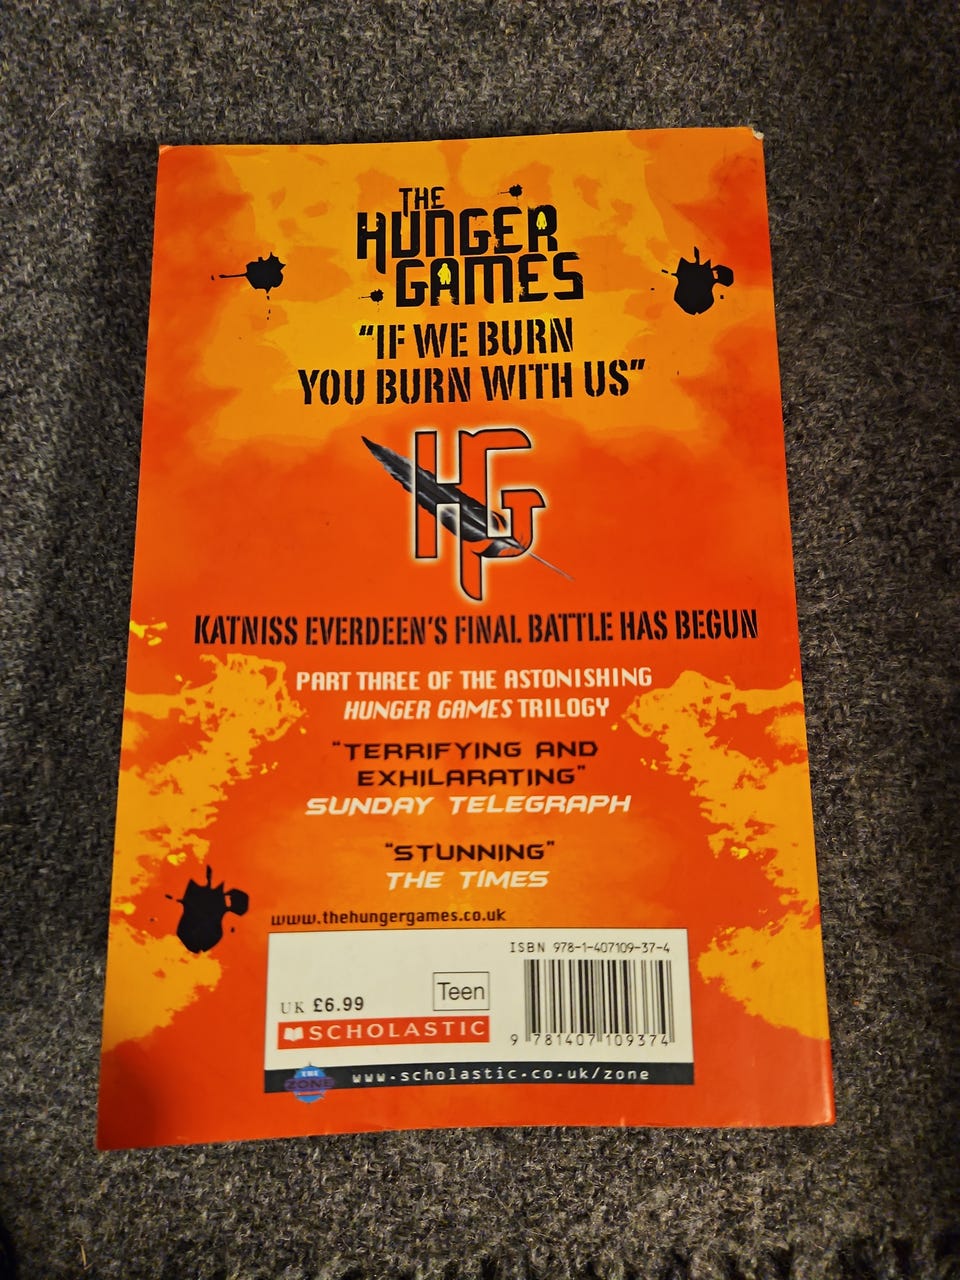 THE
HUNGER
GAMES
"IF WE BURN
YOU BURN WITH US"
HG
KATNISS EVERDEEN'S FINAL BATTLE HAS BEGUN
PART THREE OF THE ASTONISHING
HUNGER GAMES TRILOGY
"TERRIFYING AND
EXHILARATING"
SUNDAY TELEGRAPH
"STUNNING"
THE TIMES
www.thehungergames.co.uk
ISBN 978-1-407109-37-4
Teen
UK £6.99
SCHOLASTIC
9 781407 109374
THE
ZONE
www.scholastic.co.uk/zone